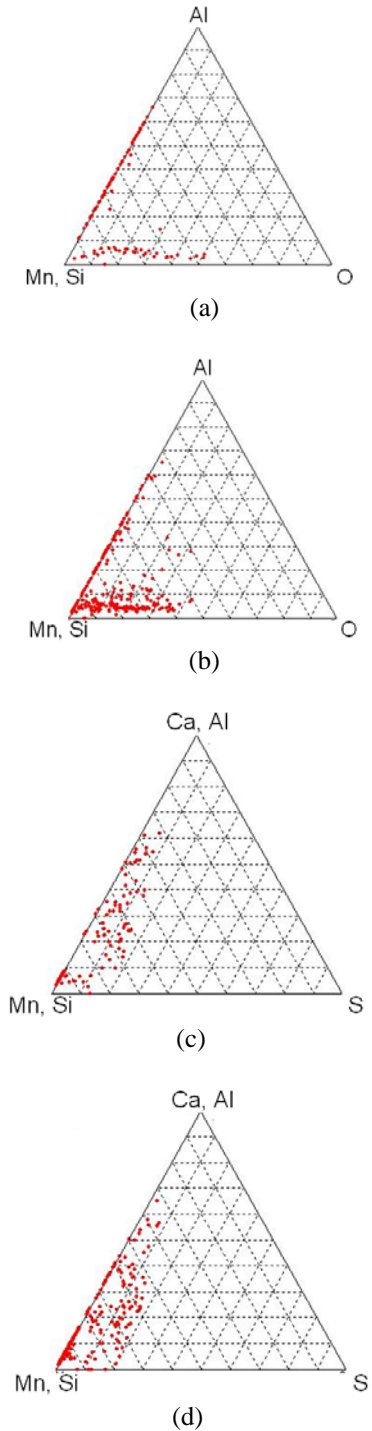 Al
Mn, Si O
(a)
Al
Mn, Si O
(b)
Ca, Al
Mn, Si S
(c)
Ca, Al
Mn, Si S
(d)